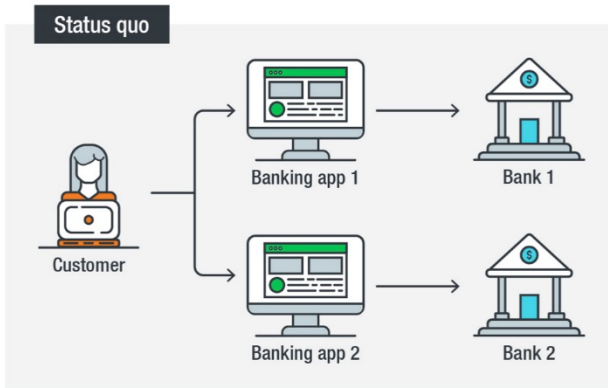 Status quo
$
Banking app 1
Bank 1
Customer
$
Banking app 2
Bank 2